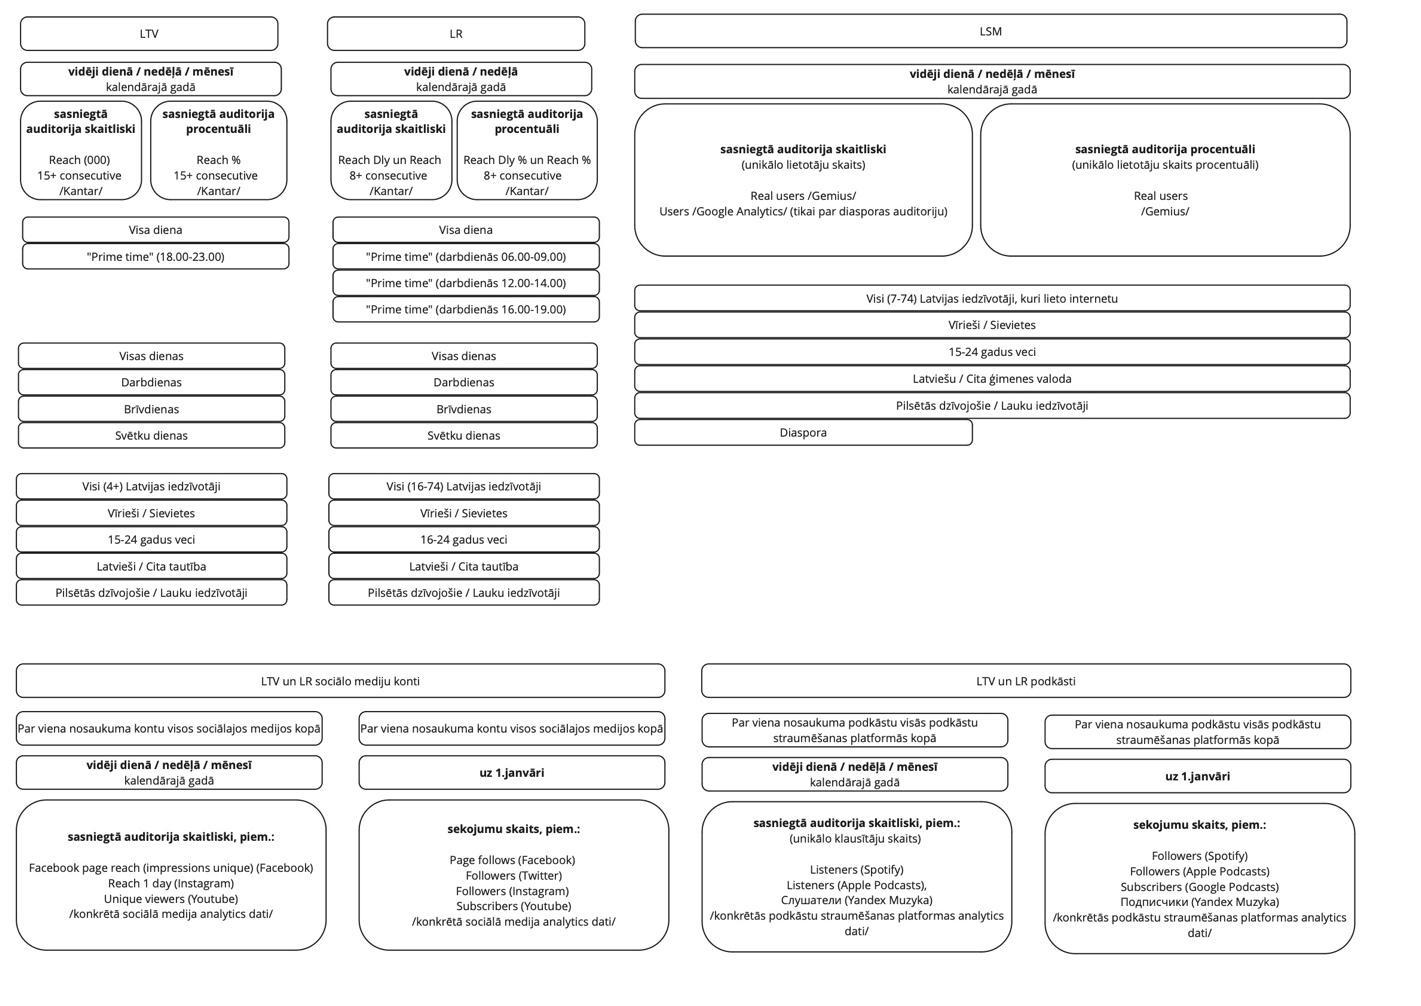 LTV
vidēji dienā / nedēļā / mēnesī
kalendārajā gadā
sasniegtā
auditorija skaitliski
Reach (000)
15+ consecutive
/Kantar/
sasniegtā auditorija
procentuāli
Reach %
15+ consecutive
/Kantar/
Visa diena
"Prime time" (18.00-23.00)
Visas dienas
Darbdienas
Brīvdienas
Svētku dienas
Visi (4+) Latvijas iedzīvotāji
Vīrieši / Sievietes
15-24 gadus veci
Latvieši / Cita tautība
Pilsētās dzīvojošie / Lauku iedzīvotāji
LR
vidēji dienā / nedēļā
kalendārajā gadā
sasniegtā
auditorija skaitliski
Reach Dly un Reach
8+ consecutive
/Kantar/
sasniegtā auditorija
procentuāli
Reach Dly % un Reach %
8+ consecutive
/Kantar/
Visa diena
"Prime time" (darbdienās 06.00-09.00)
"Prime time" (darbdienās 12.00-14.00)
"Prime time" (darbdienās 16.00-19.00)
Visas dienas
Darbdienas
Brīvdienas
Svētku dienas
Visi (16-74) Latvijas iedzīvotāji
Vīrieši / Sievietes
16-24 gadus veci
Latvieši / Cita tautība
Pilsētās dzīvojošie / Lauku iedzīvotāji
LSM
vidēji dienā / nedēļā / mēnesī
kalendārajā gadā
sasniegtā auditorija skaitliski
(unikālo lietotāju skaits)
Real users /Gemius/
Users /Google Analytics/ (tikai par diasporas auditoriju)
sasniegtā auditorija procentuāli
(unikālo lietotāju skaits procentuāli)
Real users
/Gemius/
Visi (7-74) Latvijas iedzīvotāji, kuri lieto internetu
Vīrieši / Sievietes
15-24 gadus veci
Latviešu / Cita ģimenes valoda
Pilsētās dzīvojošie / Lauku iedzīvotāji
Diaspora
LTV un LR sociālo mediju konti
Par viena nosaukuma kontu visos sociālajos medijos kopā
vidēji dienā / nedēļā / mēnesī
kalendārajā gadā
sasniegtā auditorija skaitliski, piem.:
Facebook page reach (impressions unique) (Facebook)
Reach 1 day (Instagram)
Unique viewers (Youtube)
/konkrētā sociālā medija analytics dati/
Par viena nosaukuma kontu visos sociālajos medijos kopā
uz 1.janvāri
sekojumu skaits, piem.:
Page follows (Facebook)
Followers (Twitter)
Followers (Instagram)
Subscribers (Youtube)
/konkrētā sociālā medija analytics dati/
LTV un LR podkāsti
Par viena nosaukuma podkāstu visās podkāstu
straumēšanas platformās kopā
vidēji dienā / nedēļā / mēnesī
kalendārajā gadā
sasniegtā auditorija skaitliski, piem.:
(unikālo klausītāju skaits)
Listeners (Spotify)
Listeners (Apple Podcasts),
Слушатели (Yandex Muzyka)
/konkrētās podkāstu straumēšanas platformas analytics
dati/
Par viena nosaukuma podkāstu visās podkāstu
straumēšanas platformās kopā
uz 1.janvāri
sekojumu skaits, piem.:
Followers (Spotify)
Followers (Apple Podcasts)
Subscribers (Google Podcasts)
Подписчики (Yandex Muzyka)
/konkrētās podkāstu straumēšanas platformas analytics
dati/